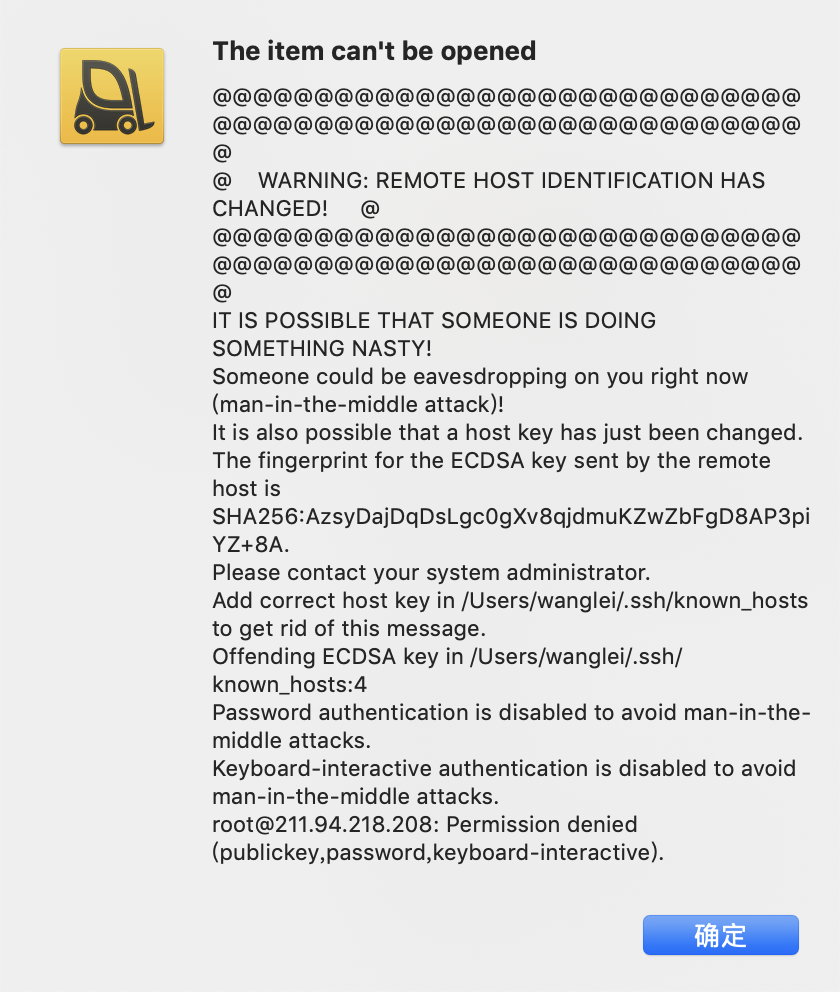 The item can't be opened
@@@@@@@@@@@@@@@@@@@@@@@@@@@@@
@@@@@@@@@@@@@@@@@@@@@@@@@@@@@
@
@    WARNING: REMOTE HOST IDENTIFICATION HAS
CHANGED!     @
@@@@@@@@@@@@@@@@@@@@@@@@@@@@@
@@@@@@@@@@@@@@@@@@@@@@@@@@@@@
@
IT IS POSSIBLE THAT SOMEONE IS DOING
SOMETHING NASTY!
Someone could be eavesdropping on you right now
(man-in-the-middle attack)!
It is also possible that a host key has just been changed.
The fingerprint for the ECDSA key sent by the remote
host is
SHA256:AzsyDajDqDsLgc0gXv8qjdmuKZwZbFgD8AP3pi
YZ+8A.
Please contact your system administrator.
Add correct host key in /Users/wanglei/.ssh/known_hosts
to get rid of this message.
Offending ECDSA key in /Users/wanglei/.ssh/
known_hosts:4
Password authentication is disabled to avoid man-in-the-
middle attacks.
Keyboard-interactive authentication is disabled to avoid
man-in-the-middle attacks.
root@211.94.218.208: Permission denied
(publickey,password,keyboard-interactive).
确定